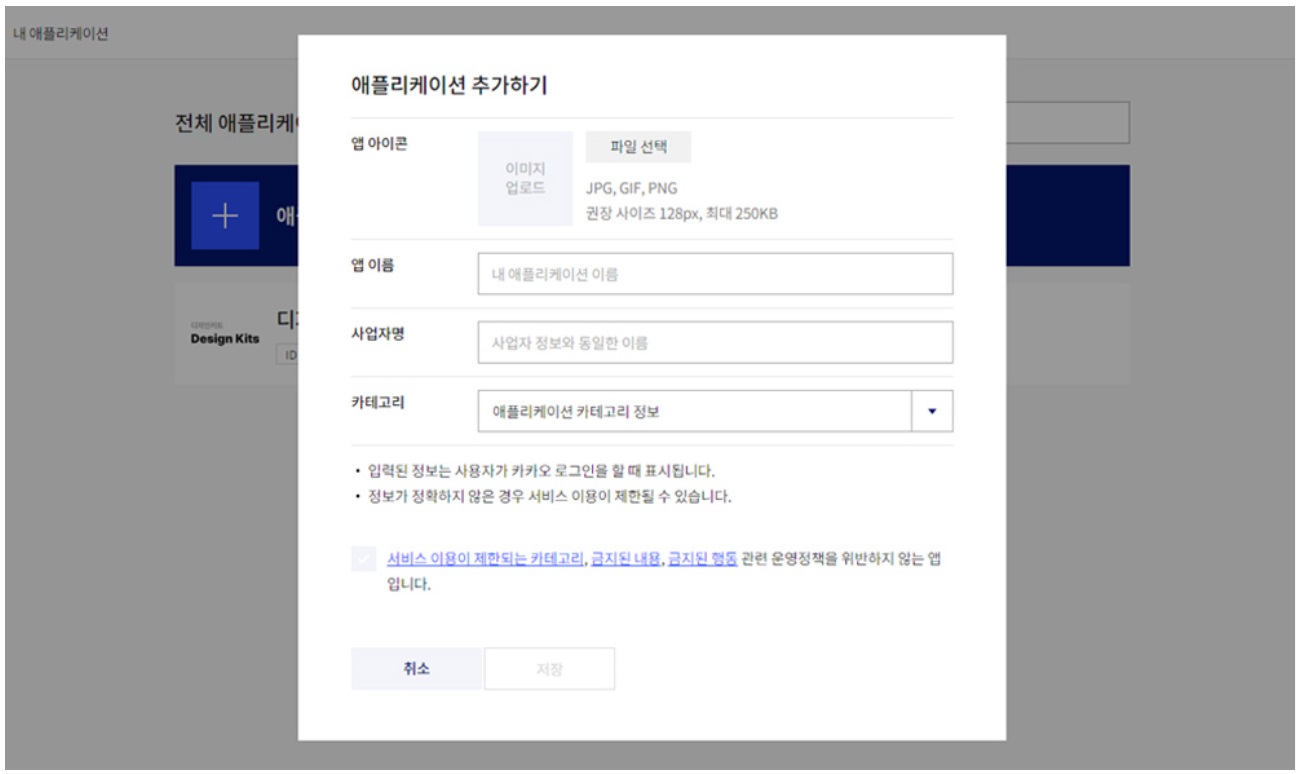 내 애플리케이션
애플리케이션 추가하기
전체 애플리케
앱 아이콘
이미지
업로드
파일 선택
JPG, GIF, PNG
권장 사이즈 128px, 최대 250KB
앱 이름
내 애플리케이션 이름
사업자명
사업자 정보와 동일한 이름
디자인키트
Design Kits
ID
카테고리
애플리케이션 카테고리 정보
• 입력된 정보는 사용자가 카카오 로그인을 할 때 표시됩니다.
• 정보가 정확하지 않은 경우 서비스 이용이 제한될 수 있습니다.
서비스 이용이 제한되는 카테고리, 금지된 내용, 금지된 행동 관련 운영정책을 위반하지 않는 앱
입니다.
취소
저장